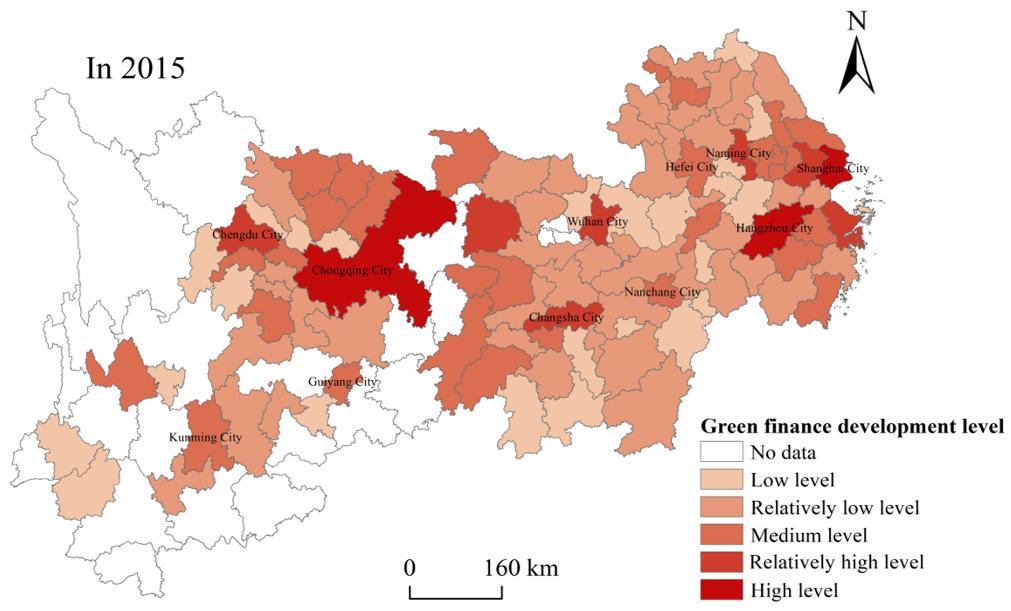 N
In 2015
Nanjing City
Hefei City
Shanghai City
Wuhan City
Hangzhou City
Chengdu City
Chongqing City
Nanchang City
Changsha City
Guiyang City
Kunming City
Green finance development level
No data
Low level
Relatively low level
Medium level
Relatively high level
High level
0 160 km